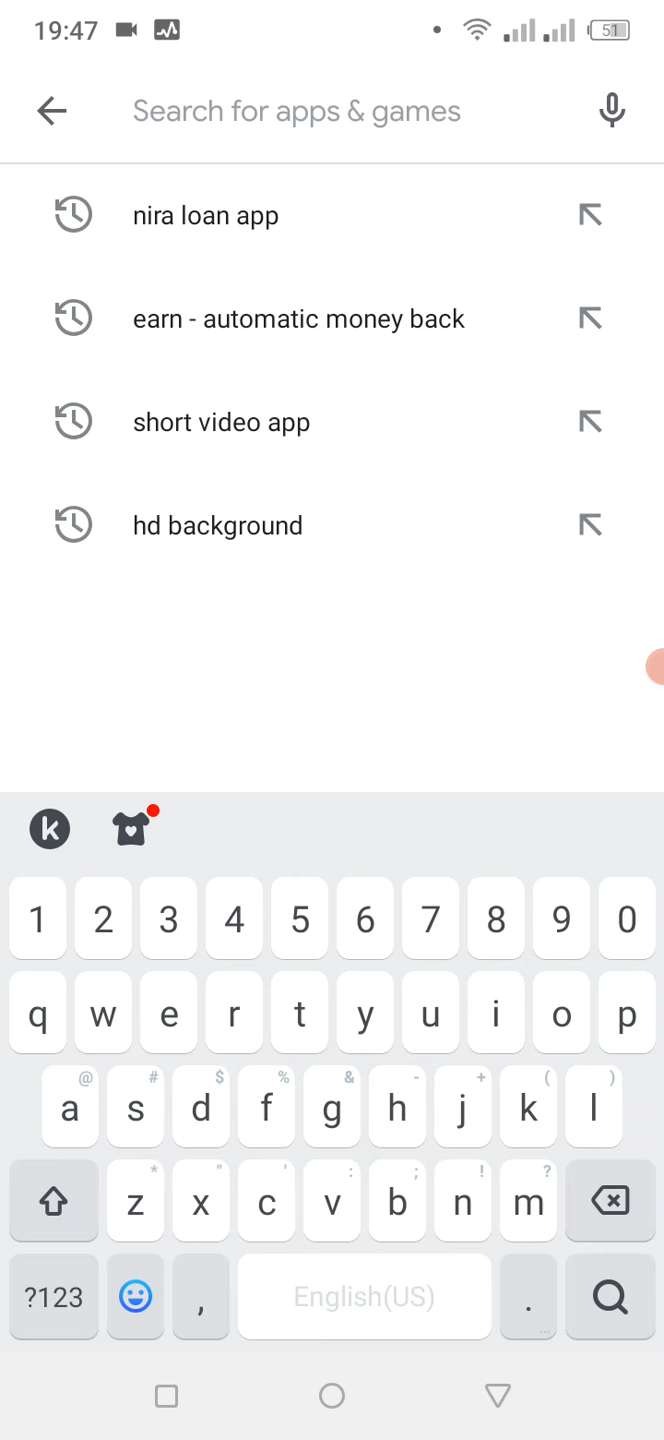 19:47 51
Search for apps & games
nira loan app
earn - automatic money back
short video app
hd background
k
1 2 3 4 5 6 7 8 9 0
q w e r t y u i o p
@ # $ % & - + ( )
a s d f g h j k l
* " ' : ; ! ?
z x c v b n m
?123 , English(US) . ...